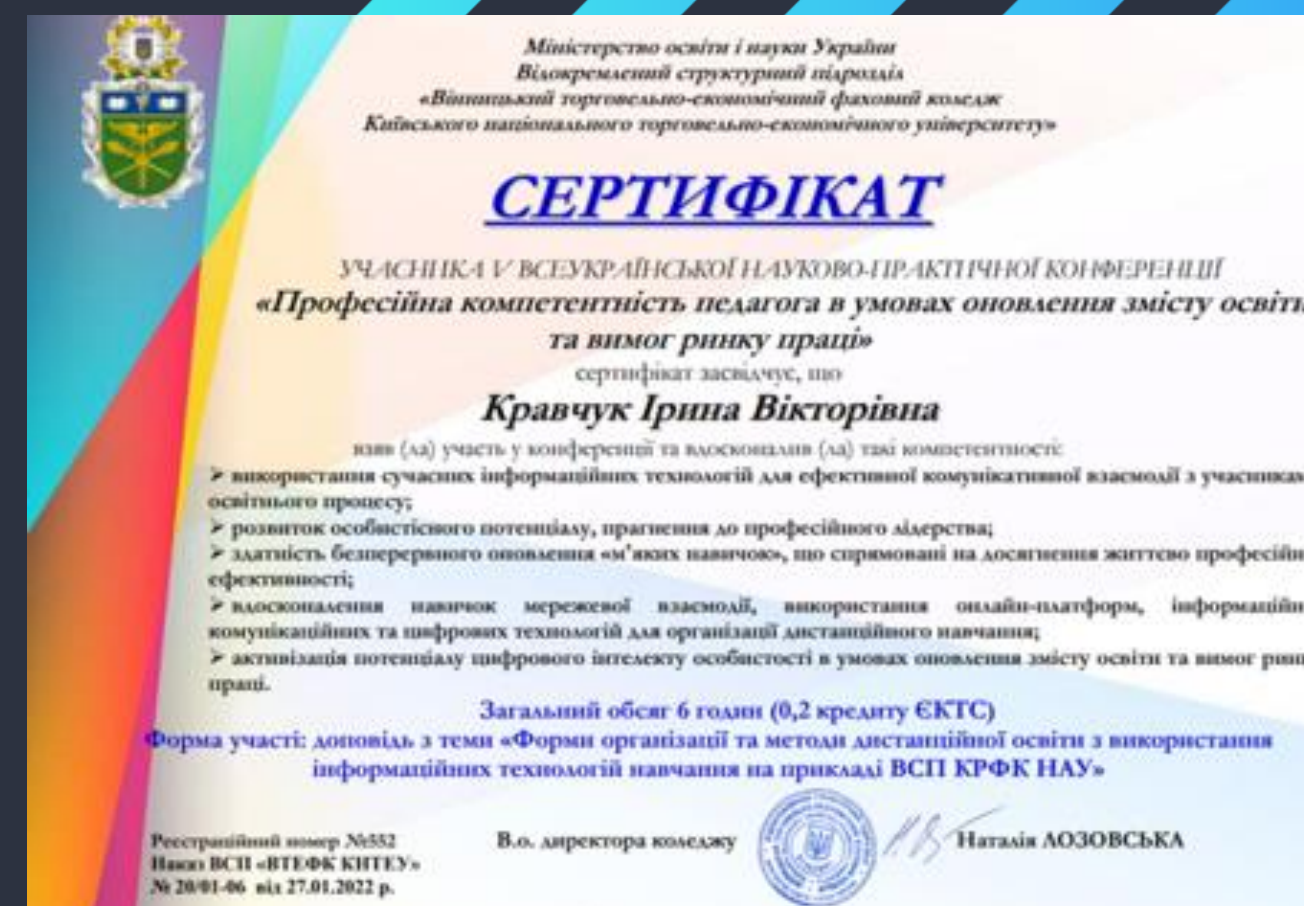 Міністерство освіти і науки України
Відокремлений структурний підрозділ
«Вінницький торговельно-економічний фаховий коледж
Київського національного торговельно-економічного університету»
СЕРТИФІКАТ
УЧАСНИКА V ВСЕУКРАЇНСЬКОЇ НАУКОВО-ПРАКТИЧНОЇ КОНФЕРЕНЦІЇ
«Професійна компетентність педагога в умовах оновлення змісту освіти
та вимог ринку праці»
сертифікат засвідчує, що
Кравчук Ірина Вікторівна
взяв (ла) участь у конференції та вдосконалив (ла) такі компетентності:
➢ використання сучасних інформаційних технологій для ефективної комунікативної взаємодії з учасникам
освітнього процесу;
➢ розвиток особистісного потенціалу, прагнення до професійного лідерства;
➢ здатність безперервного оновлення «м'яких навичок», що спрямовані на досягнення життєво професійн
ефективності;
➢ вдосконалення навичок мережевої взаємодії, використання онлайн-платформ, інформаційн
комунікаційних та цифрових технологій для організації дистанційного навчання;
➢ активізація потенціалу цифрового інтелекту особистості в умовах оновлення змісту освіти та вимог рин
праці.
Загальний обсяг 6 годин (0,2 кредиту ЄКТС)
Форма участі: доповідь з теми «Форми організації та методи дистанційної освіти з використання
інформаційних технологій навчання на прикладі ВСП КРФК НАУ»
Реєстраційний номер №552
Наказ ВСП «ВТЕФК КНТЕУ»
№ 20/01-06 від 27.01.2022 р.
В.о. директора коледжу
Наталія ЛОЗОВСЬКА